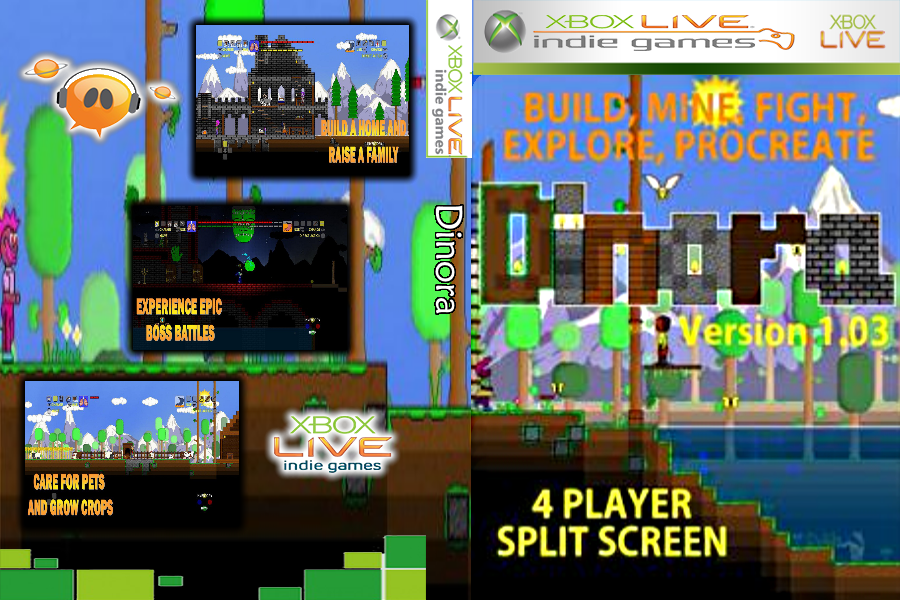 BUILD A HOME AND
RAISE A FAMILY
EXPERIENCE EPIC
BOSS BATTLES
CARE FOR PETS
AND GROW CROPS
XBOX
LIVE
indie games
XBOX LIVE
indie games
Dinora
XBOX LIVE
indie games
XBOX
LIVE
BUILD, MINE, FIGHT,
EXPLORE, PROCREATE
Dinora
Version 1.03
4 PLAYER
SPLIT SCREEN